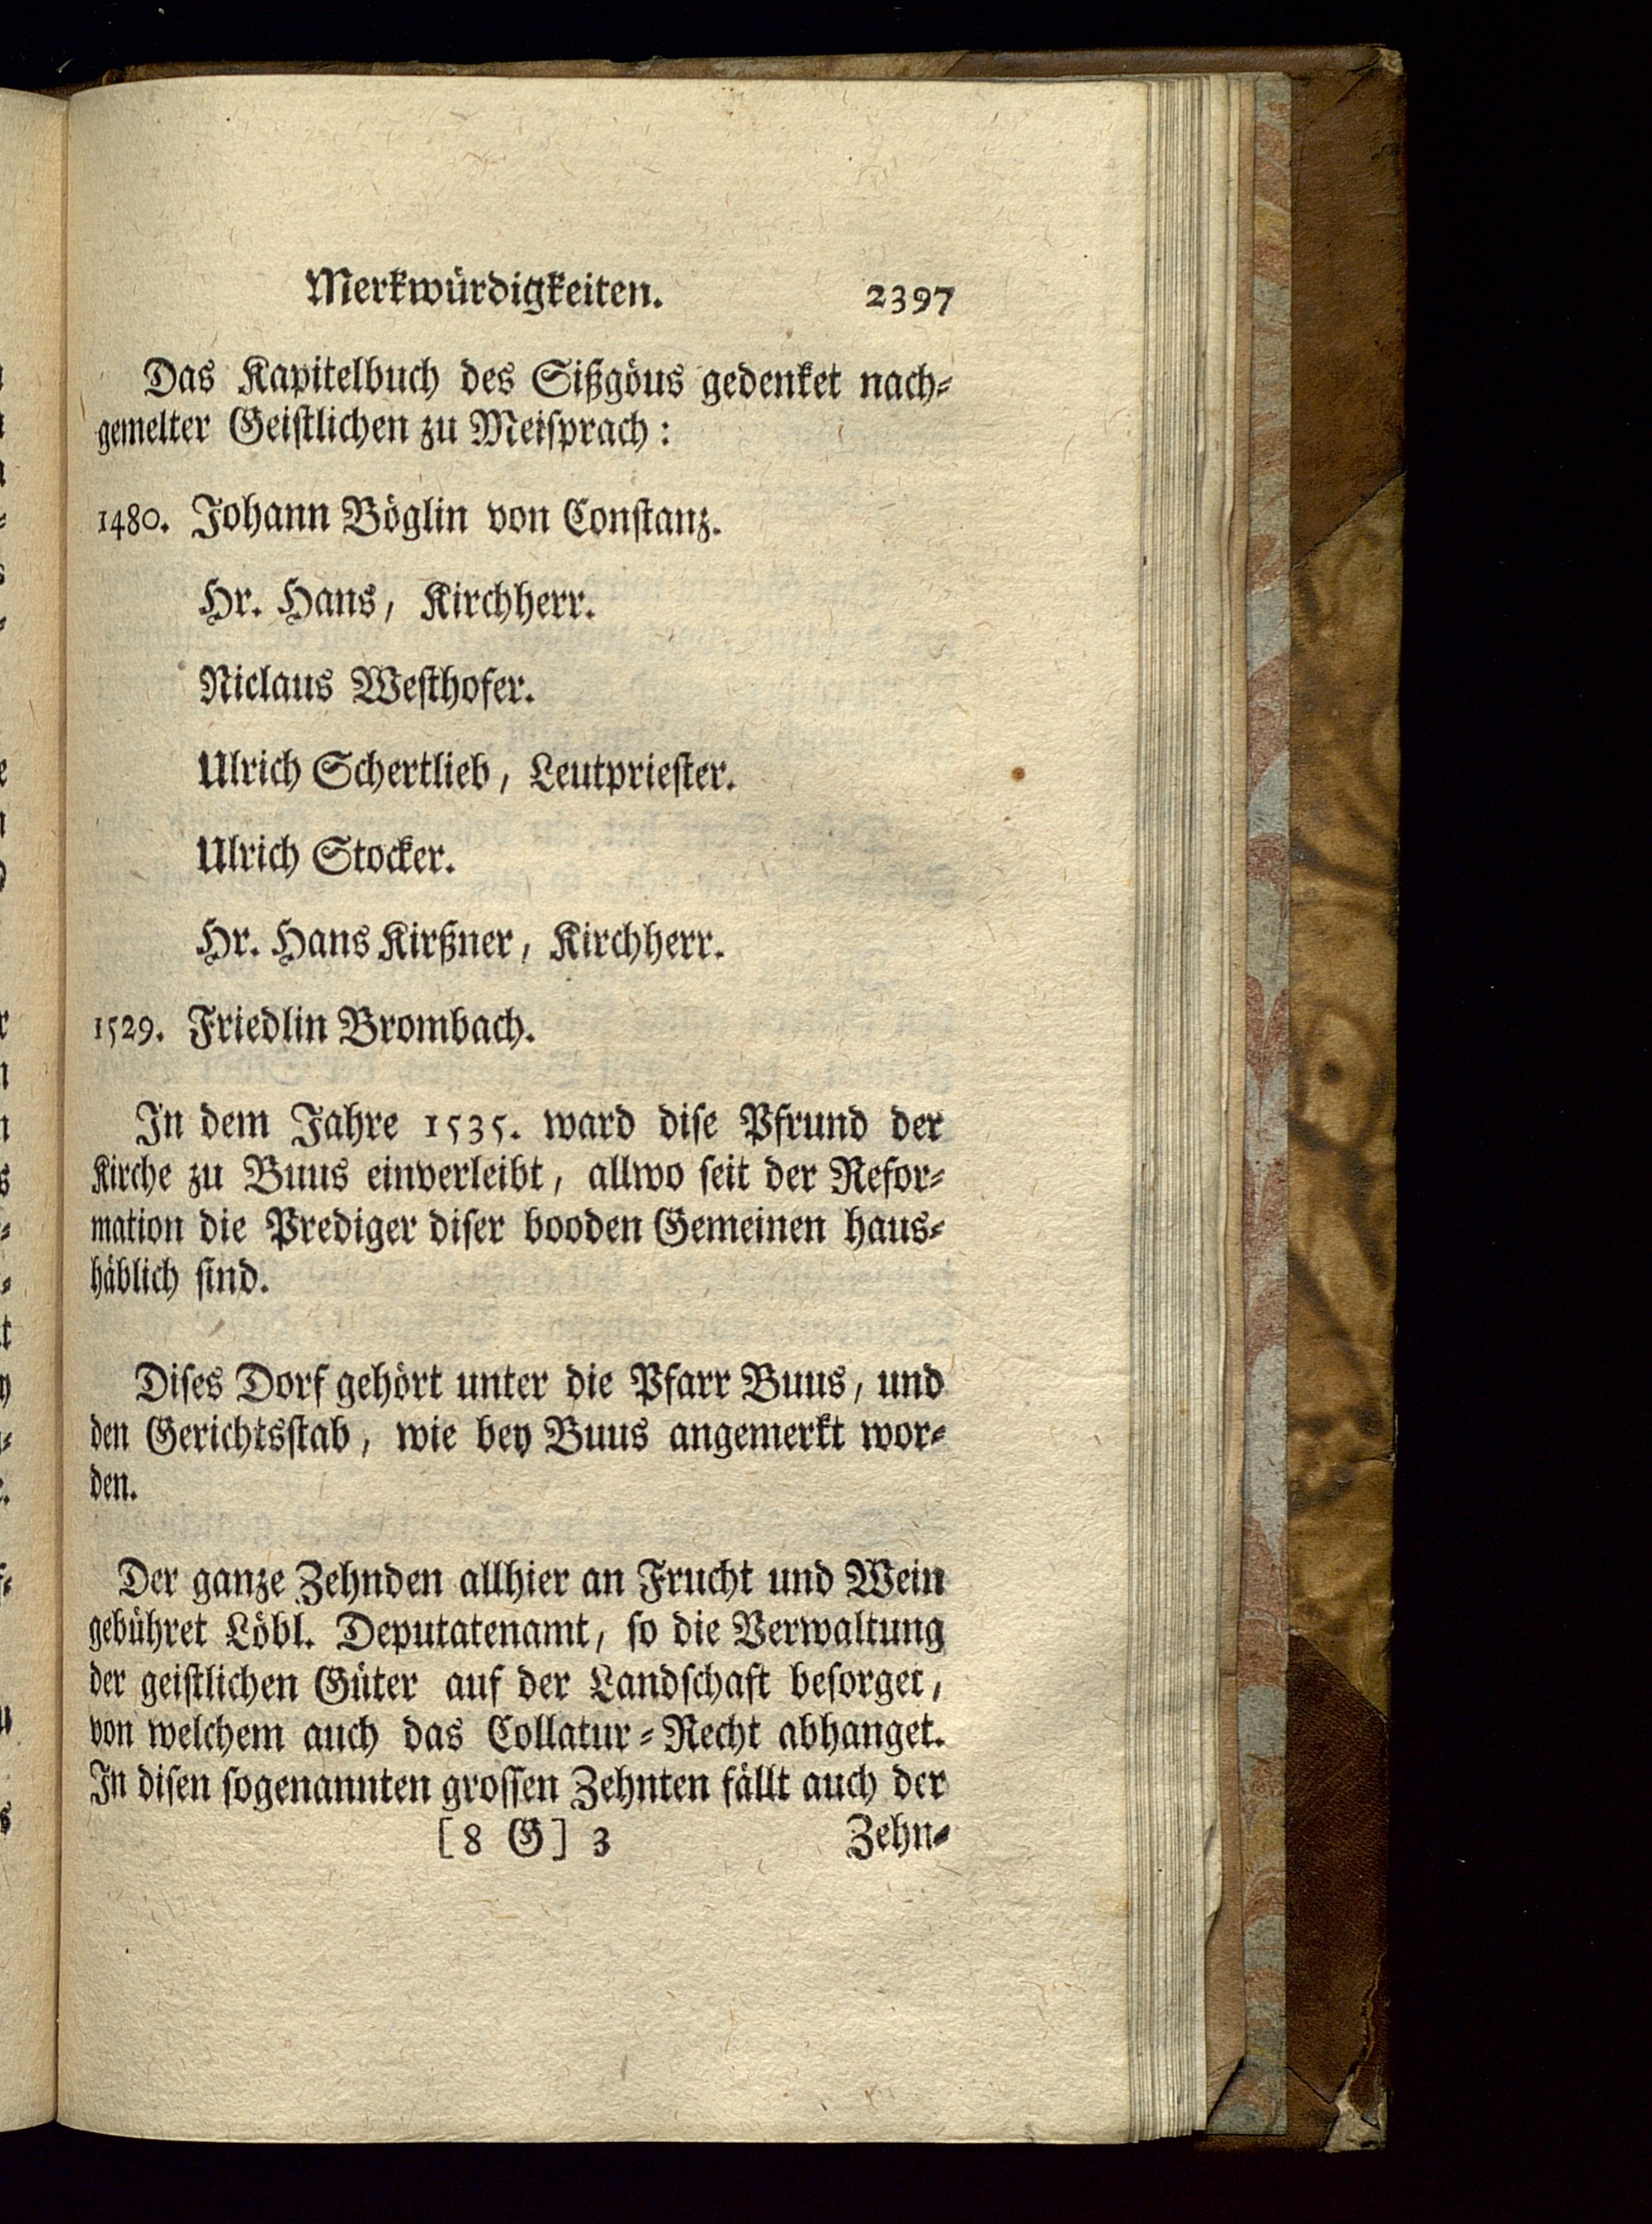 Merkwürdigkeiten. 2397
Das Kapitelbuch des Sißgöus gedenket nach-
gemelter Geistlichen zu Meisprach:
1480. Johann Böglin von Constanz.
Hr. Hans, Kirchherr.
Niclaus Westhofer.
Ulrich Schertlieb, Leutpriester.
Ulrich Stocker.
Hr. Hans Kirßner, Kirchherr.
1529. Friedlin Brombach.
In dem Jahre 1535. ward dise Pfrund der
Kirche zu Buus einverleibt, allwo seit der Refor-
mation die Prediger diser booden Gemeinen haus-
häblich sind.
Dises Dorf gehört unter die Pfarr Buus, und
den Gerichtsstab, wie bey Buus angemerkt wor-
den.
Der ganze Zehnden allhier an Frucht und Wein
gebühret Löbl. Deputatenamt, so die Verwaltung
der geistlichen Güter auf der Landschaft besorget,
von welchem auch das Collatur-Recht abhanget.
In disen sogenannten grossen Zehnten fällt auch der
[8 G] 3 Zehn-